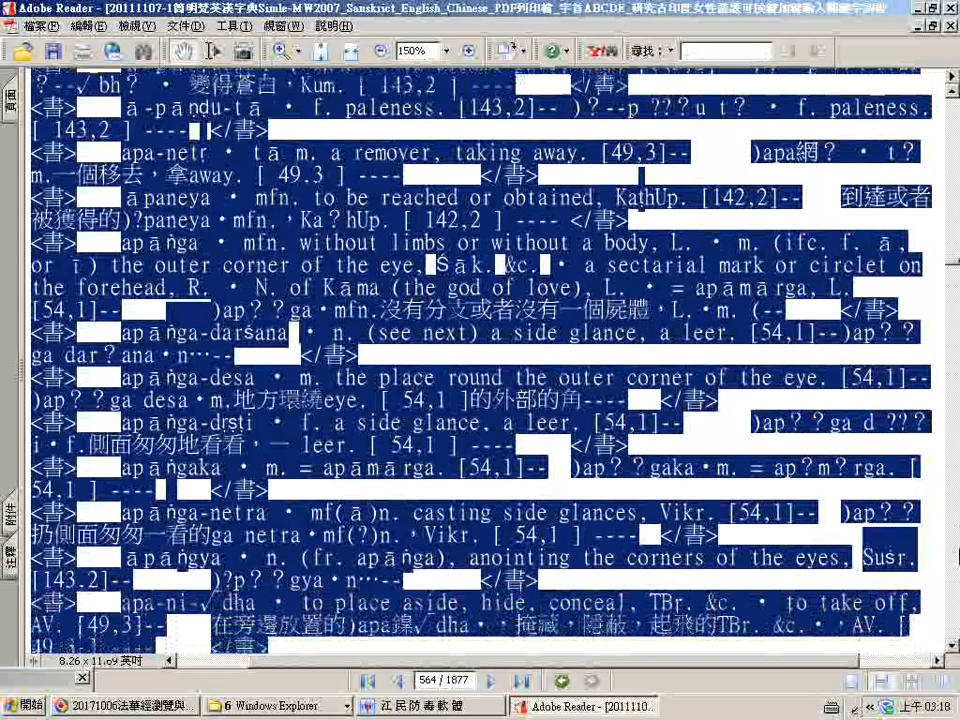 Adobe Reader - [20111107-1簡明梵英漢字典Simle-MW2007_Sanskrict_English_Chinese_PDF列印檔_字首ABCDE_研究古印度女性
檔案(F) 編輯(E) 檢視(V) 文件(D) 工具(T) 視窗(W) 說明(H)
150% 尋找：
？--√ bh？ ‧ 變得蒼白，Kum. [ 143,2 ] ---- </書>
<書> ā-pāṇḍu-tā ‧ f. paleness. [143,2]-- )？--p ???u t？‧ f. paleness.
[ 143,2 ] ---- </書>
<書> apa-netṛ ‧ tā m. a remover, taking away. [49,3]-- )apa網？ ‧ t？
m.一個移去，拿away. [ 49.3 ] ---- </書>
<書> āpaneya ‧ mfn. to be reached or obtained, KaṭhUp. [142,2]-- 到達或者
被獲得的)?paneya‧mfn.，Ka？hUp. [ 142,2 ] ---- </書>
<書> apāṅga ‧ mfn. without limbs or without a body, L. ‧ m. (ifc. f. ā,
or ī) the outer corner of the eye, Śāk. &c. ‧ a sectarial mark or circlet on
the forehead, R. ‧ N. of Kāma (the god of love), L. ‧ = apāmārga, L.
[54,1]-- )ap？？ga‧mfn.沒有分支或者沒有一個屍體，L.‧m. (-- </書>
<書> apāṅga-darśana ‧ n. (see next) a side glance, a leer. [54,1]--)ap？？
ga dar？ana‧n…-- </書>
<書> apāṅga-desa ‧ m. the place round the outer corner of the eye. [54,1]--
)ap？？ga desa‧m.地方環繞eye. [ 54,1 ]的外部的角---- </書>
<書> apāṅga-dṛṣṭi ‧ f. a side glance, a leer. [54,1]-- )ap？？ga d ???
i‧f.側面匆匆地看看，一 leer. [ 54,1 ] ---- </書>
<書> apāṅgaka ‧ m. = apāmārga. [54,1]-- )ap？？gaka‧m. = ap?m？rga. [
54,1 ] ---- </書>
<書> apāṅga-netra ‧ mf(ā)n. casting side glances, Vikr. [54,1]-- )ap？？
扔側面匆匆一看的ga netra‧mf(?)n.，Vikr. [ 54,1 ] ---- </書>
<書> āpāṅgya ‧ n. (fr. apāṅga), anointing the corners of the eyes, Suśr.
[143.2]-- )?p？？gya‧n…-- </書>
<書> apa-ni-√ dha ‧ to place aside, hide, conceal, TBr. &c. ‧ to take off,
AV. [49,3]-- 在旁邊放置的)apa鎳√ dha‧，掩藏，隱蔽，起飛的TBr. &c.‧，AV. [
</書>
頁面
附件
註釋
8.26 x 11.69 英吋
564 / 1877
開始 20171006法華經瀏覽與... 6 Windows Explorer 江民防毒軟體 Adobe Reader - [2011110... 上午 03:18